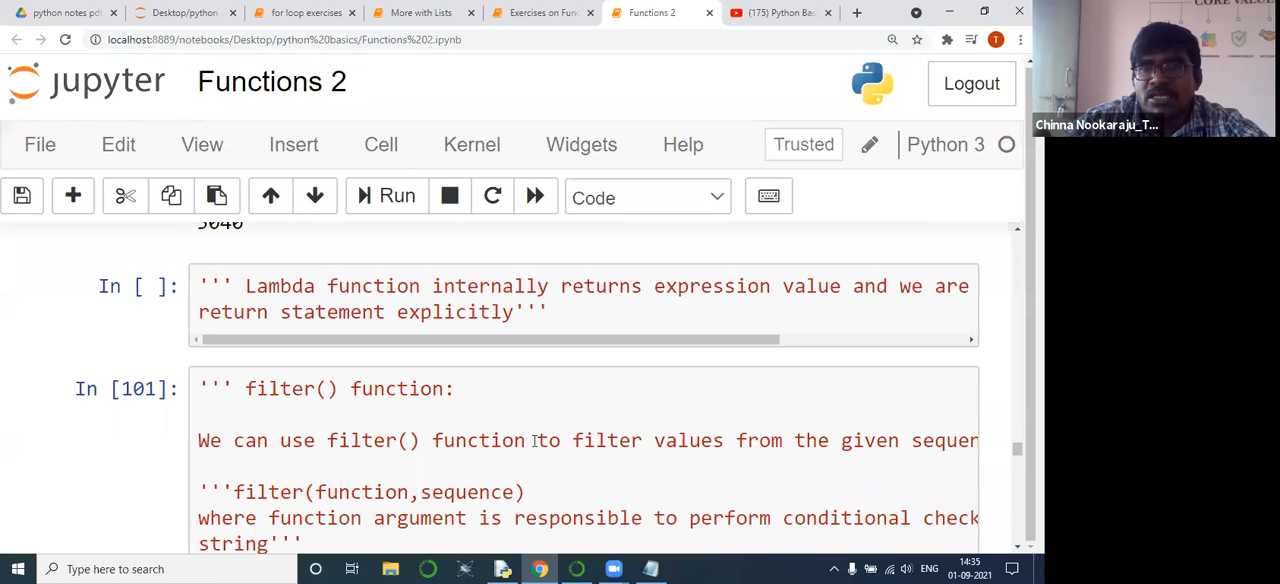 python notes pdf
Desktop/python
for loop exercises
More with Lists
Exercises on Func
Functions 2
(175) Python Bas
localhost:8889/notebooks/Desktop/python%20basics/Functions%202.ipynb
T
jupyter
Functions 2
Logout
File
Edit
View
Insert
Cell
Kernel
Widgets
Help
Trusted
Python 3
Run
Code
5040
In [ ]:
''' Lambda function internally returns expression value and we are
return statement explicitly'''
In [101]:
''' filter() function:
We can use filter() function to filter values from the given sequen
'''filter(function,sequence)
where function argument is responsible to perform conditional check
string'''
Type here to search
ENG
14:35
01-09-2021
CORE VALUE
Chinna Nookaraju_T...